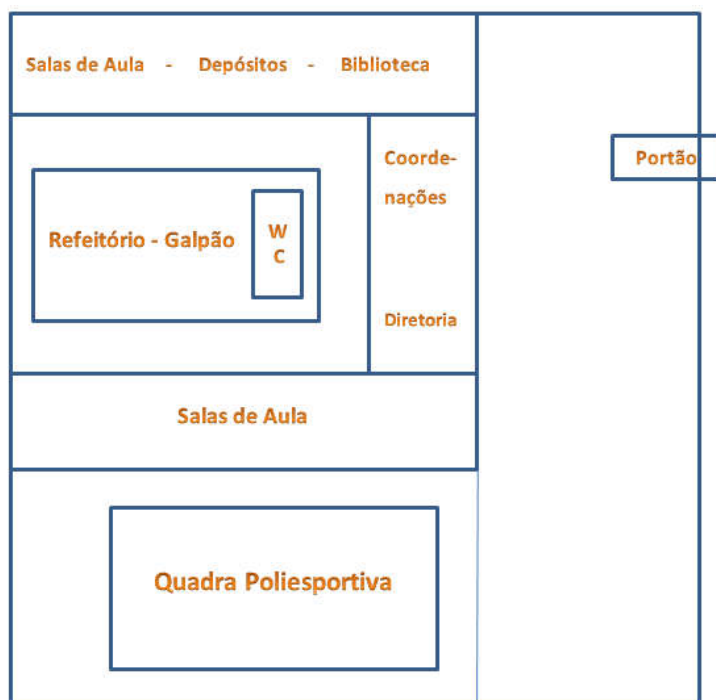 Salas de Aula - Depósitos - Biblioteca
Coorde-
nações
Portão
Refeitório - Galpão
W
C
Diretoria
Salas de Aula
Quadra Poliesportiva